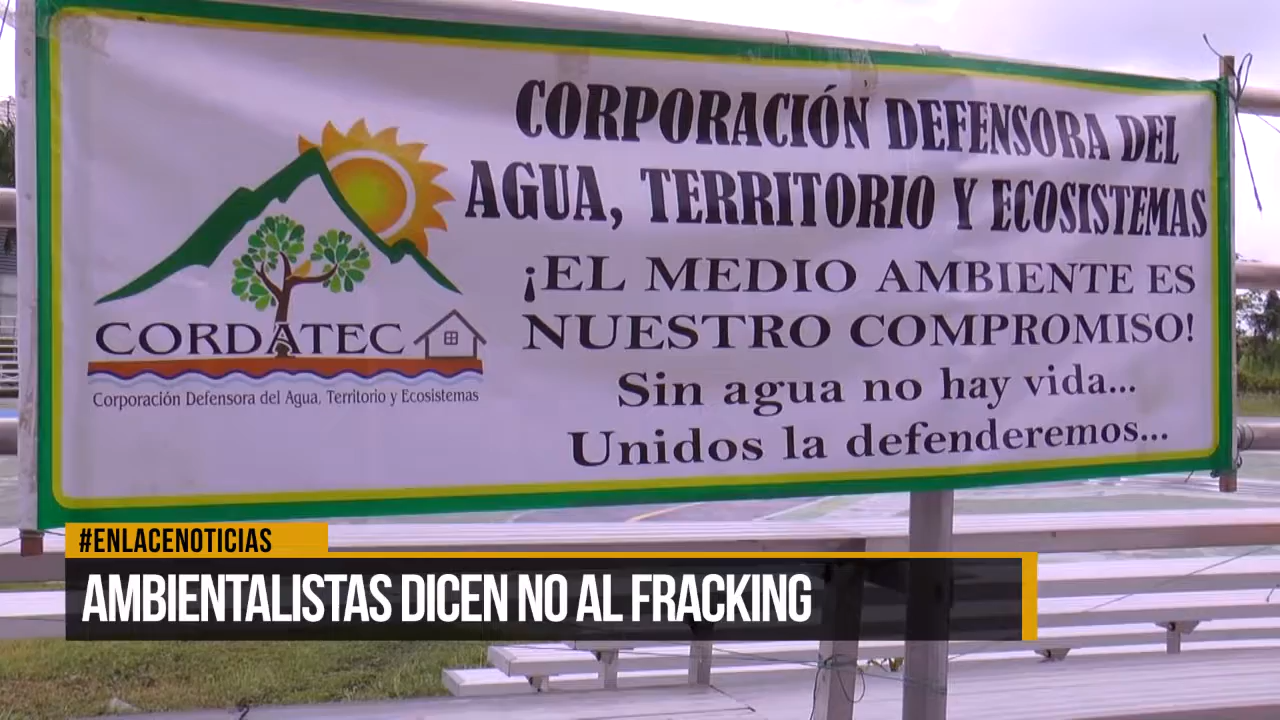 CORPORACIÓN DEFENSORA DEL
AGUA, TERRITORIO Y ECOSISTEMAS
¡EL MEDIO AMBIENTE ES
NUESTRO COMPROMISO!
Sin agua no hay vida...
Unidos la defenderemos...
CORDATEC
Corporación Defensora del Agua, Territorio y Ecosistemas
#ENLACENOTICIAS
AMBIENTALISTAS DICEN NO AL FRACKING